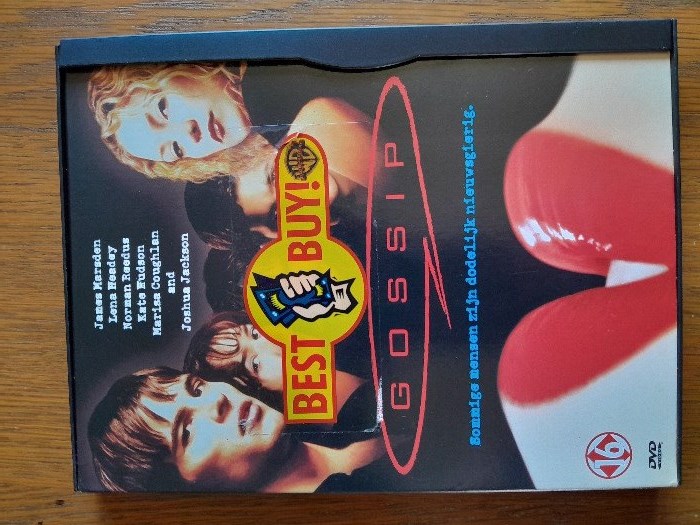 James Marsden
Lena Headey
Norman Reedus
Kate Hudson
Marisa Coughlan
and
Joshua Jackson
BEST BUY!
GOSSIP
Sommige mensen zijn dodelijk nieuwsgierig.
16
DVD